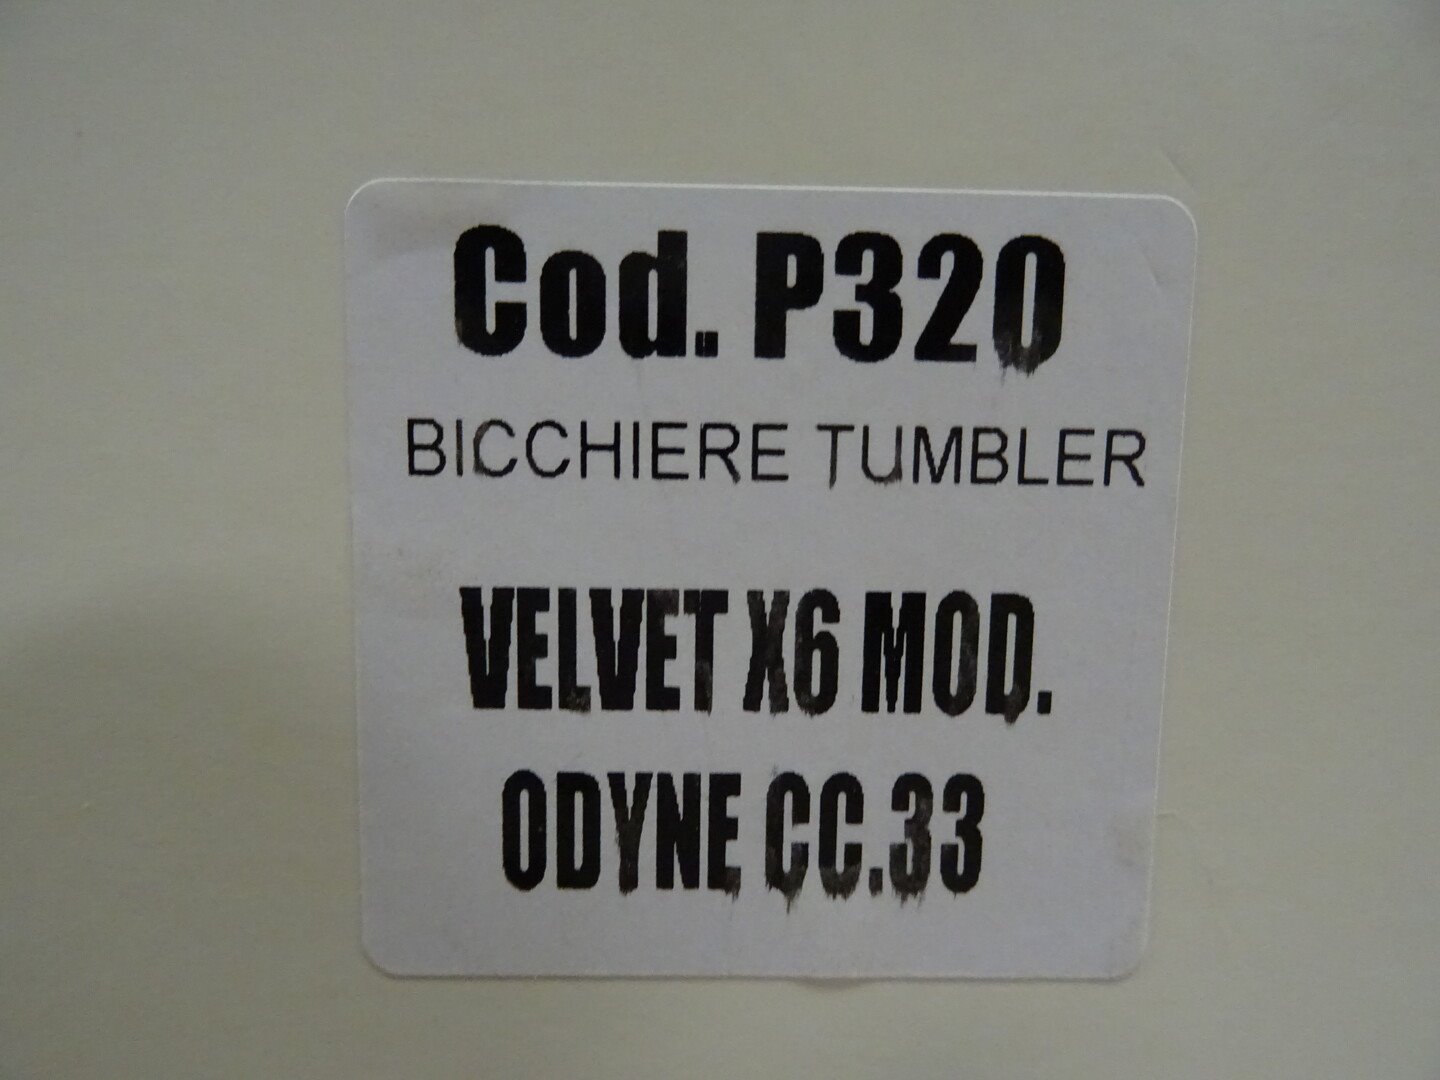 Cod. P320
BICCHIERE TUMBLER
VELVET X6 MOD.
ODYNE CC.33